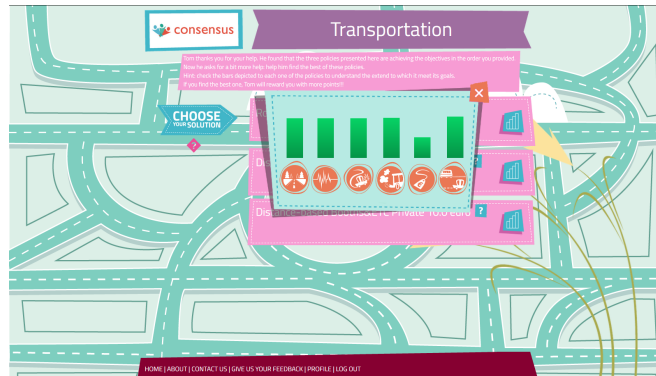 consensus
Transportation
Tom thanks you for your help. He found that the three policies presented here are achieving the objectives in the order you provided.
Now he asks for a bit more help: help him find the best of these policies
Hint: check the bars depicted to each one of the policies to understand the extend to which it meet its goals.
If you find the best one, Tom will reward you with more points!!!
CHOOSE
YOUR SOLUTION
?
?
Private 10.0 euro ?
HOME | ABOUT | CONTACT US | GIVE US YOUR FEEDBACK | PROFILE | LOG OUT